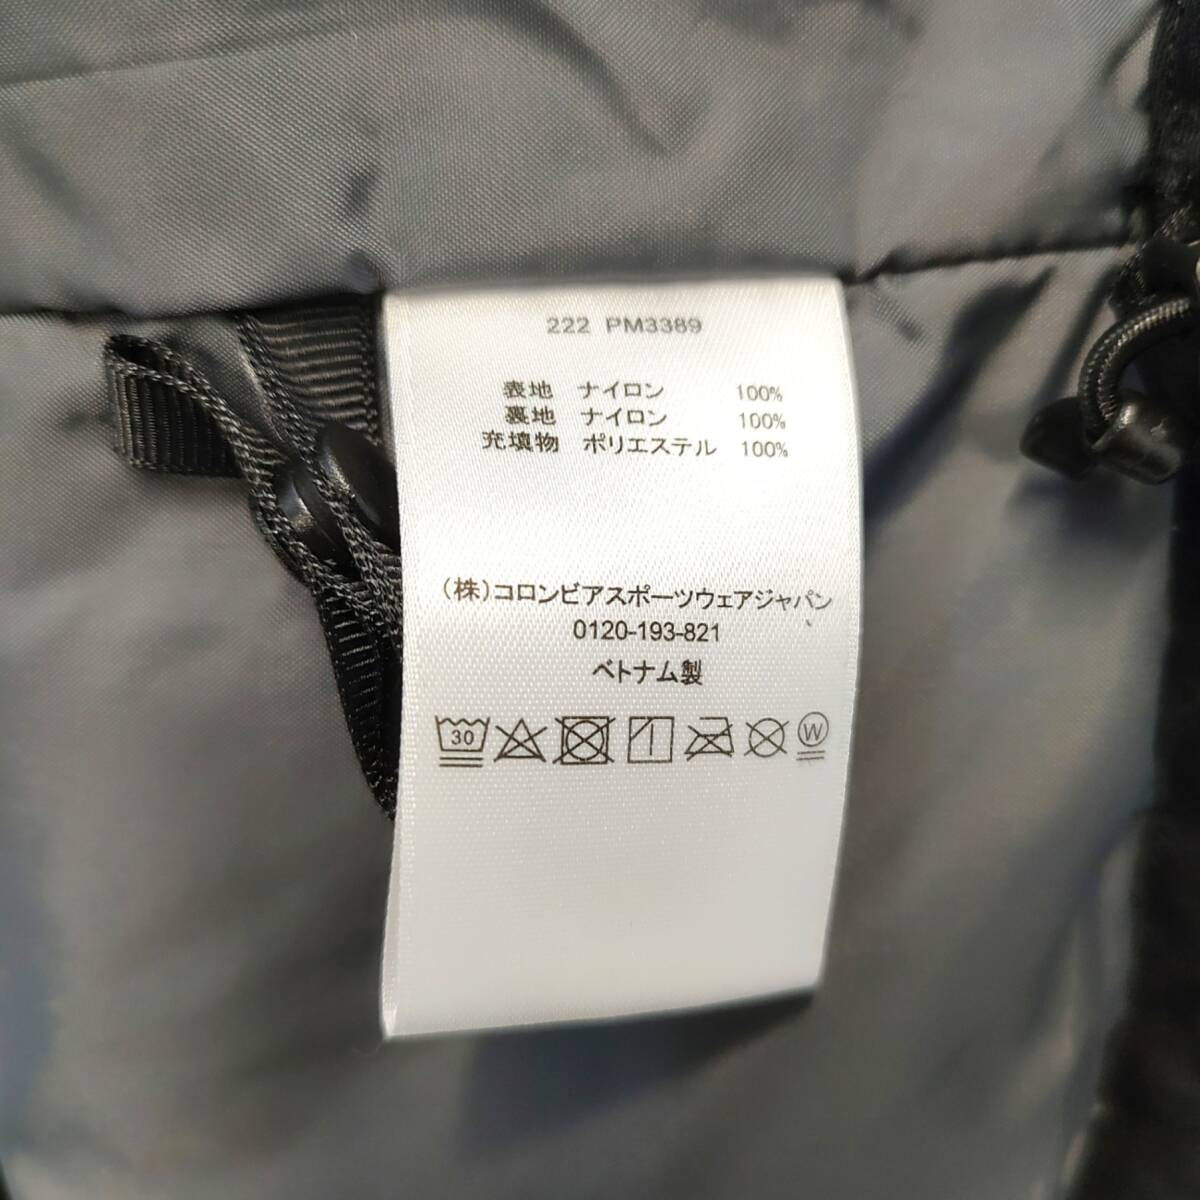 222 PM3389
表地 ナイロン 100%
裏地 ナイロン 100%
充填物 ポリエステル 100%
(株)コロンビアスポーツウェアジャパン
0120-193-821
ベトナム製
30 W